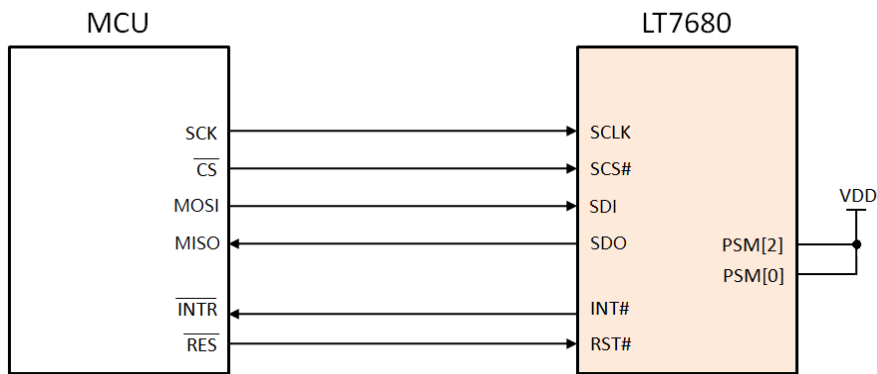 MCU
LT7680
SCK
SCLK
CS
SCS#
MOSI
SDI
MISO
SDO
VDD
PSM[2]
PSM[0]
INTR
INT#
RES
RST#